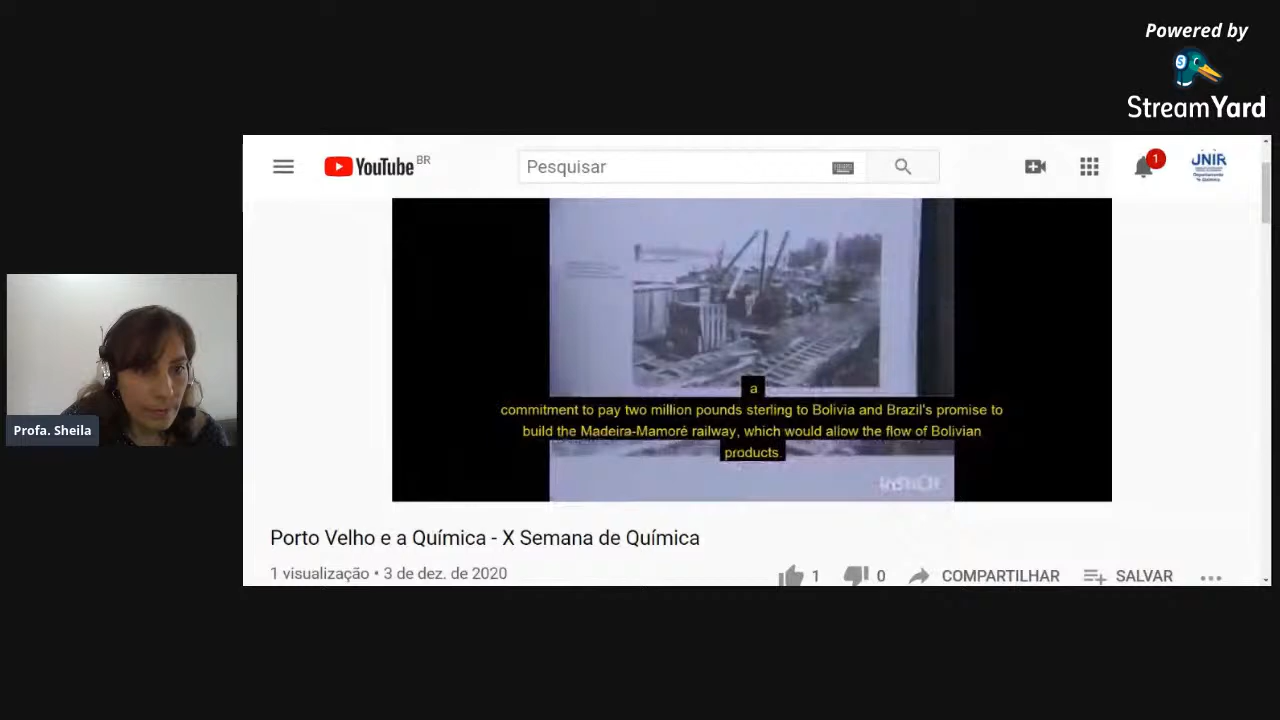 Powered by
StreamYard
YouTube BR
Pesquisar
1
UNIR
Profa. Sheila
a
commitment to pay two million pounds sterling to Bolivia and Brazil's promise to
build the Madeira-Mamoré railway, which would allow the flow of Bolivian
products.
Porto Velho e a Química - X Semana de Química
1 visualização • 3 de dez. de 2020
1
0
COMPARTILHAR
SALVAR